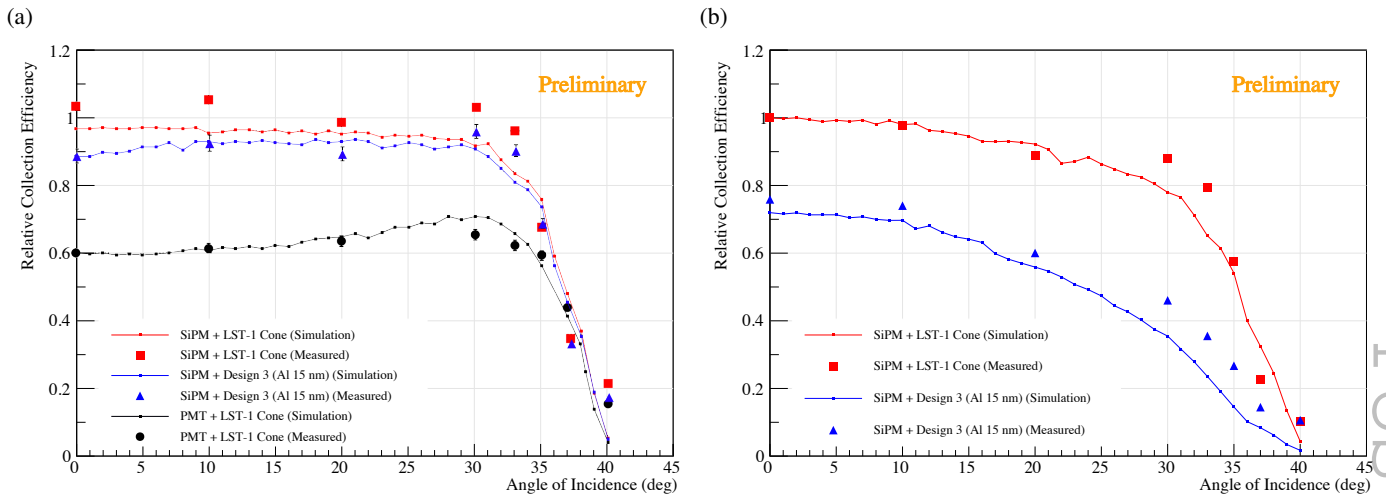 (a)
Relative Collection Efficiency
1.2
1
0.8
0.6
0.4
0.2
0
Preliminary
SiPM + LST-1 Cone (Simulation)
SiPM + LST-1 Cone (Measured)
SiPM + Design 3 (Al 15 nm) (Simulation)
SiPM + Design 3 (Al 15 nm) (Measured)
PMT + LST-1 Cone (Simulation)
PMT + LST-1 Cone (Measured)
0 5 10 15 20 25 30 35 40 45
Angle of Incidence (deg)
(b)
Relative Collection Efficiency
1.2
1
0.8
0.6
0.4
0.2
0
Preliminary
SiPM + LST-1 Cone (Simulation)
SiPM + LST-1 Cone (Measured)
SiPM + Design 3 (Al 15 nm) (Simulation)
SiPM + Design 3 (Al 15 nm) (Measured)
0 5 10 15 20 25 30 35 40 45
Angle of Incidence (deg)